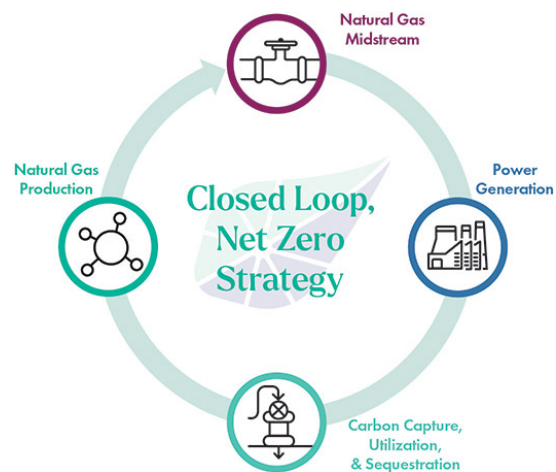 Natural Gas
Midstream
Natural Gas
Production
Closed Loop,
Net Zero
Strategy
Power
Generation
Carbon Capture,
Utilization,
& Sequestration